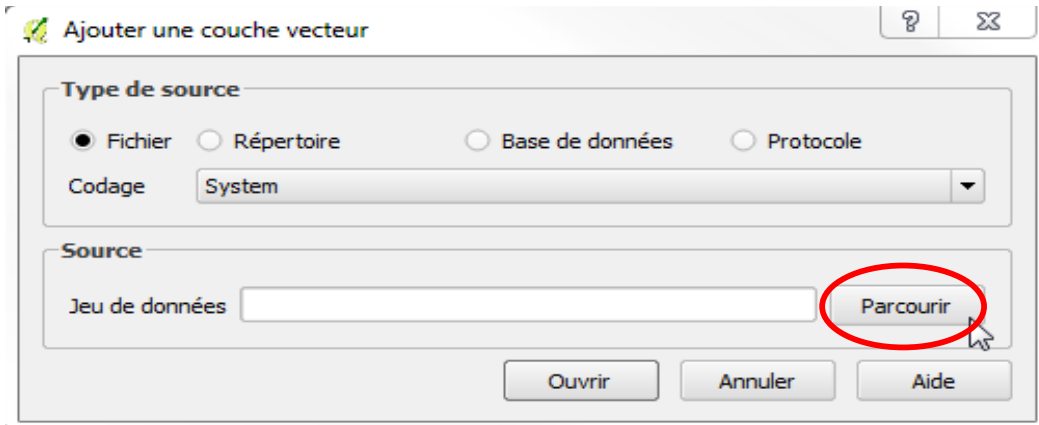 Ajouter une couche vecteur
Type de source
Fichier Répertoire Base de données Protocole
Codage System
Source
Jeu de données Parcourir
Ouvrir Annuler Aide